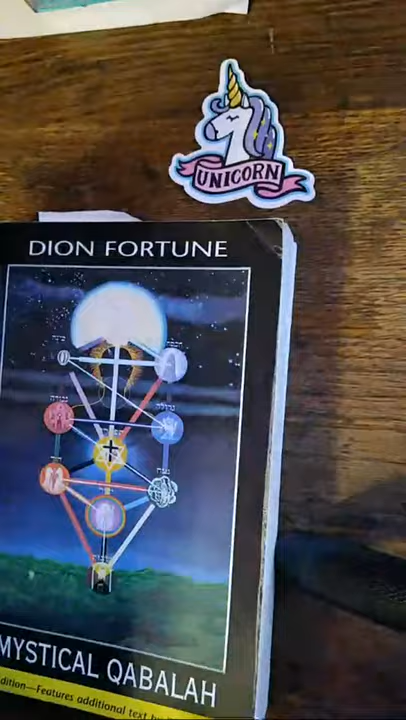 UNICORN
DION FORTUNE
MYSTICAL QABALAH
dition—Features additional text